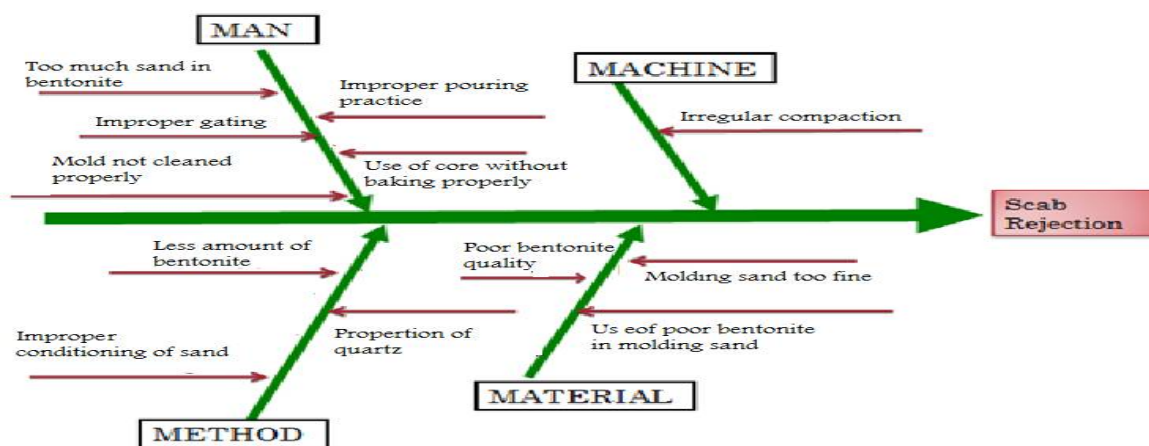 MAN
Too much sand in
bentonite
Improper pouring
practice
Improper gating
Mold not cleaned
properly
Use of core without
baking properly
MACHINE
Irregular compaction
Scab
Rejection
Less amount of
bentonite
Improper
conditioning of sand
Propertion of
quartz
METHOD
Poor bentonite
quality
Molding sand too fine
Us eof poor bentonite
in molding sand
MATERIAL